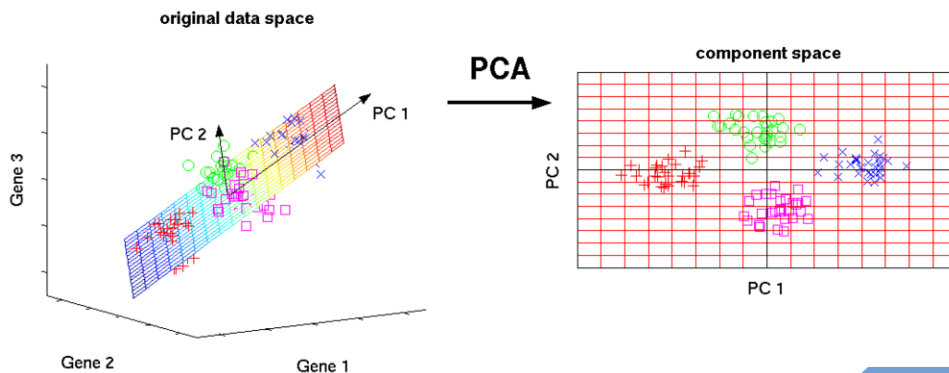 original data space
PCA
component space
PC 1
PC 2
Gene 3
PC 2
Gene 2
Gene 1
PC 1